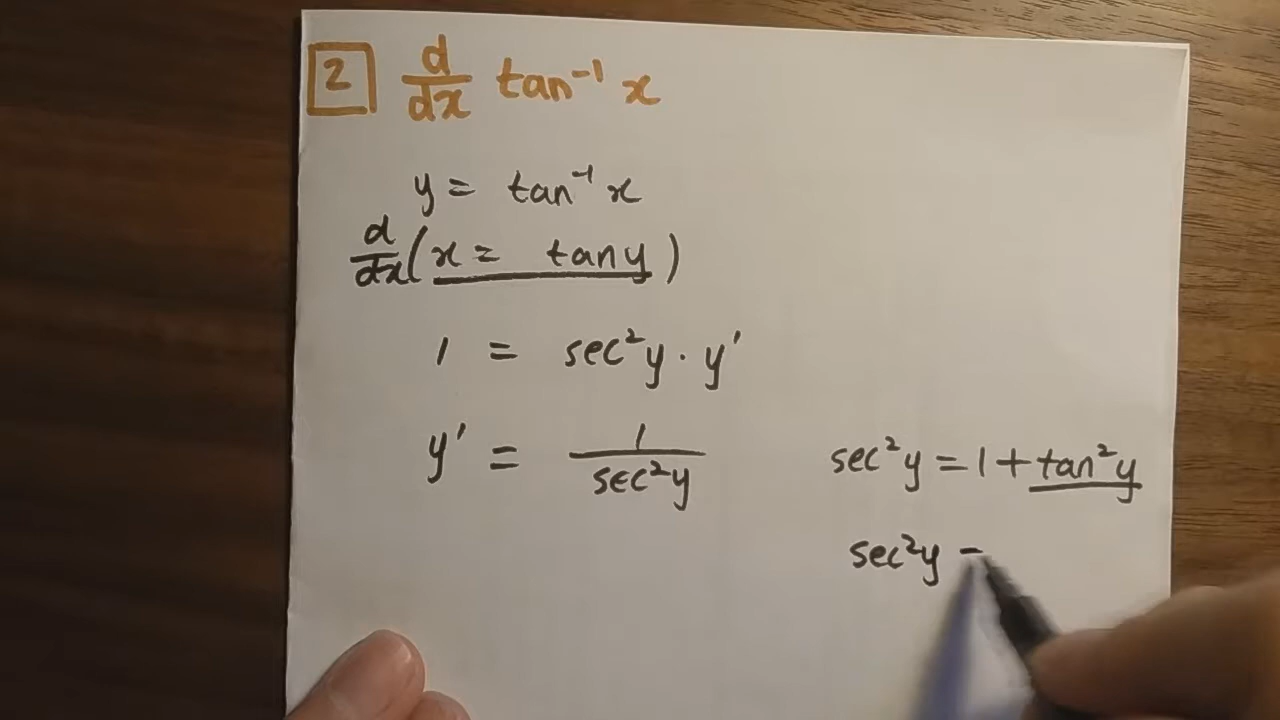 2 d/dx tan⁻¹ x
y = tan⁻¹ x
d/dx (x = tan y)
1 = sec²y · y'
y' = 1/sec²y
sec²y = 1 + tan²y
sec²y =